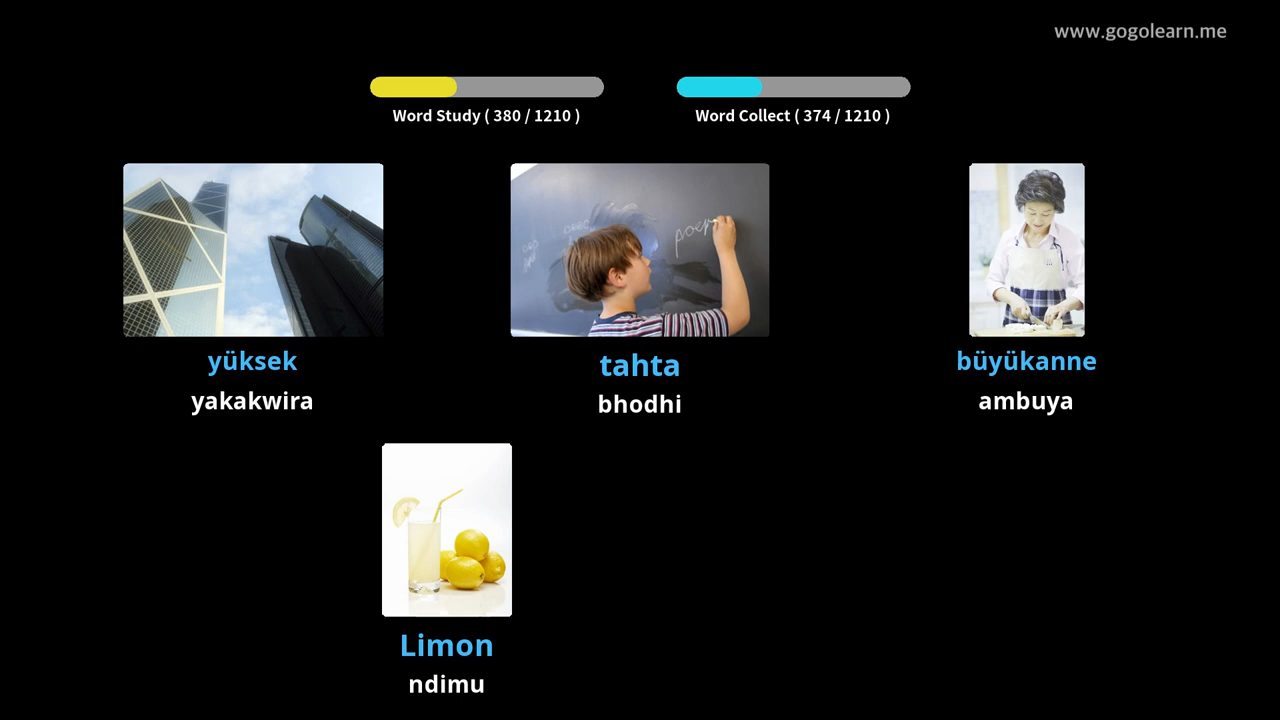 www.gogolearn.me
Word Study ( 380 / 1210 )
Word Collect ( 374 / 1210 )
yüksek
yakakwira
tahta
bhodhi
büyükanne
ambuya
Limon
ndimu